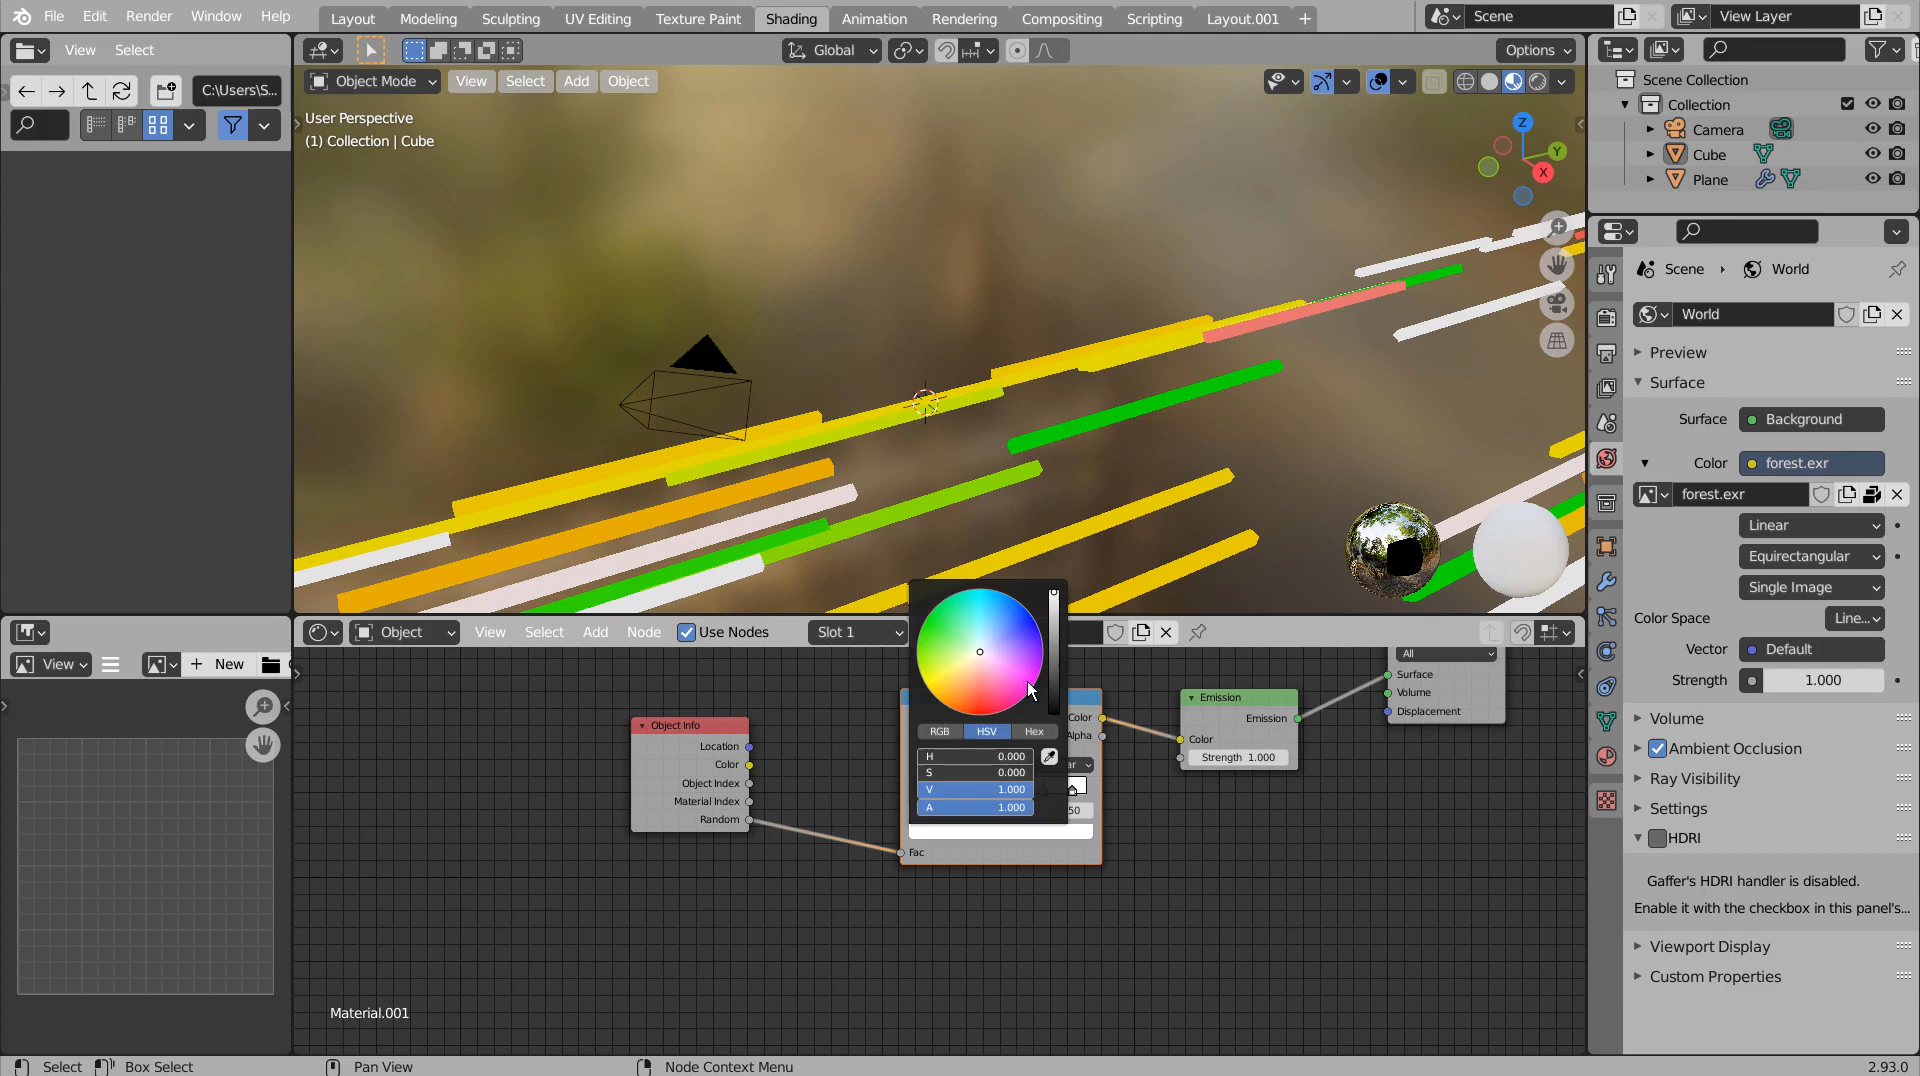 File Edit Render Window Help Layout Modeling Sculpting UV Editing Texture Paint Shading Animation Rendering Compositing Scripting Layout.001 + Scene View Layer
View Select Global Options
C:\Users\S... Object Mode View Select Add Object
User Perspective
(1) Collection | Cube
Z
Y
X
Scene Collection
Collection
Camera
Cube
Plane
Scene World
World
Preview
Surface
Surface Background
Color forest.exr
forest.exr
Linear
Equirectangular
Single Image
Color Space Line...
Vector Default
Strength 1.000
Volume
Ambient Occlusion
Ray Visibility
Settings
HDRI
Gaffer's HDRI handler is disabled.
Enable it with the checkbox in this panel's...
Viewport Display
Custom Properties
Object View Select Add Node Use Nodes Slot 1
View New
All
Surface
Volume
Displacement
Object Info
Location
Color
Object Index
Material Index
Random
RGB HSV Hex
H 0.000
S 0.000
V 1.000
A 1.000
Color
Alpha
ar
50
Fac
Emission
Emission
Color
Strength 1.000
Material.001
Select Box Select Pan View Node Context Menu 2.93.0